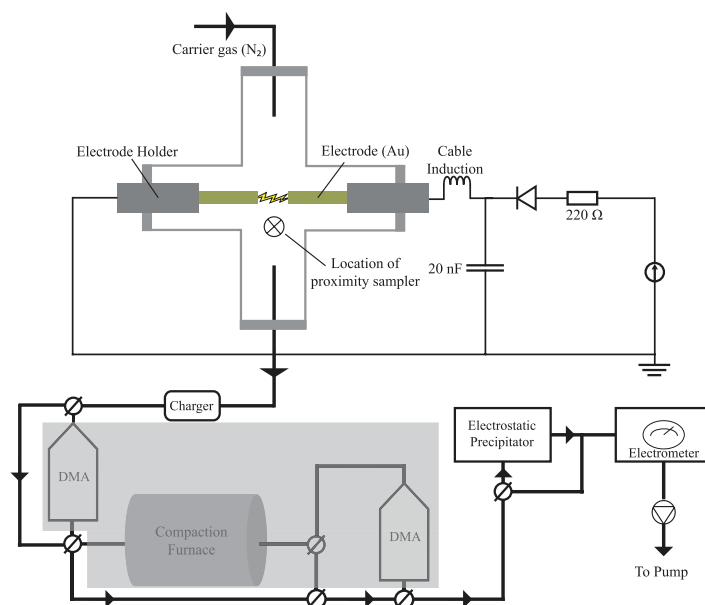 Carrier gas (N₂)
Electrode Holder
Electrode (Au)
Cable
Induction
220 Ω
20 nF
Location of
proximity sampler
Charger
DMA
Compaction
Furnace
DMA
Electrostatic
Precipitator
Electrometer
To Pump